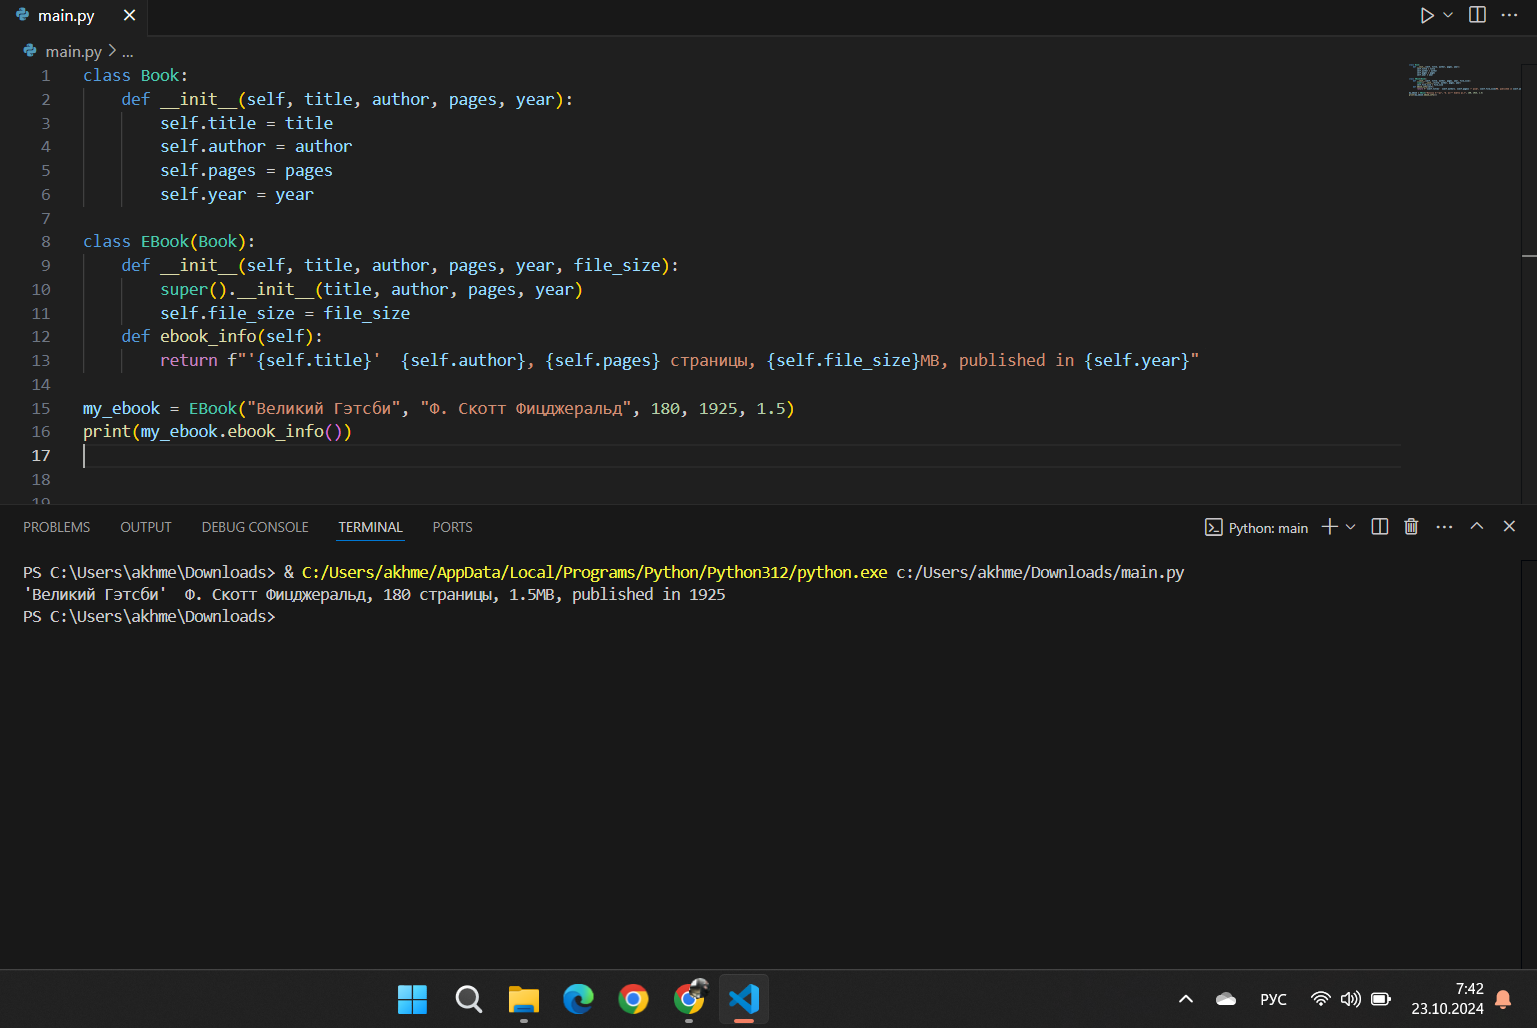 main.py
main.py > ...
1 class Book:
2     def __init__(self, title, author, pages, year):
3         self.title = title
4         self.author = author
5         self.pages = pages
6         self.year = year
7
8 class EBook(Book):
9     def __init__(self, title, author, pages, year, file_size):
10         super().__init__(title, author, pages, year)
11         self.file_size = file_size
12     def ebook_info(self):
13         return f"'{self.title}'  {self.author}, {self.pages} страницы, {self.file_size}MB, published in {self.year}"
14
15 my_ebook = EBook("Великий Гэтсби", "Ф. Скотт Фицджеральд", 180, 1925, 1.5)
16 print(my_ebook.ebook_info())
17
18
19
PROBLEMS OUTPUT DEBUG CONSOLE TERMINAL PORTS Python: main
PS C:\Users\akhme\Downloads> & C:/Users/akhme/AppData/Local/Programs/Python/Python312/python.exe c:/Users/akhme/Downloads/main.py
'Великий Гэтсби'  Ф. Скотт Фицджеральд, 180 страницы, 1.5MB, published in 1925
PS C:\Users\akhme\Downloads>
РУС
7:42
23.10.2024